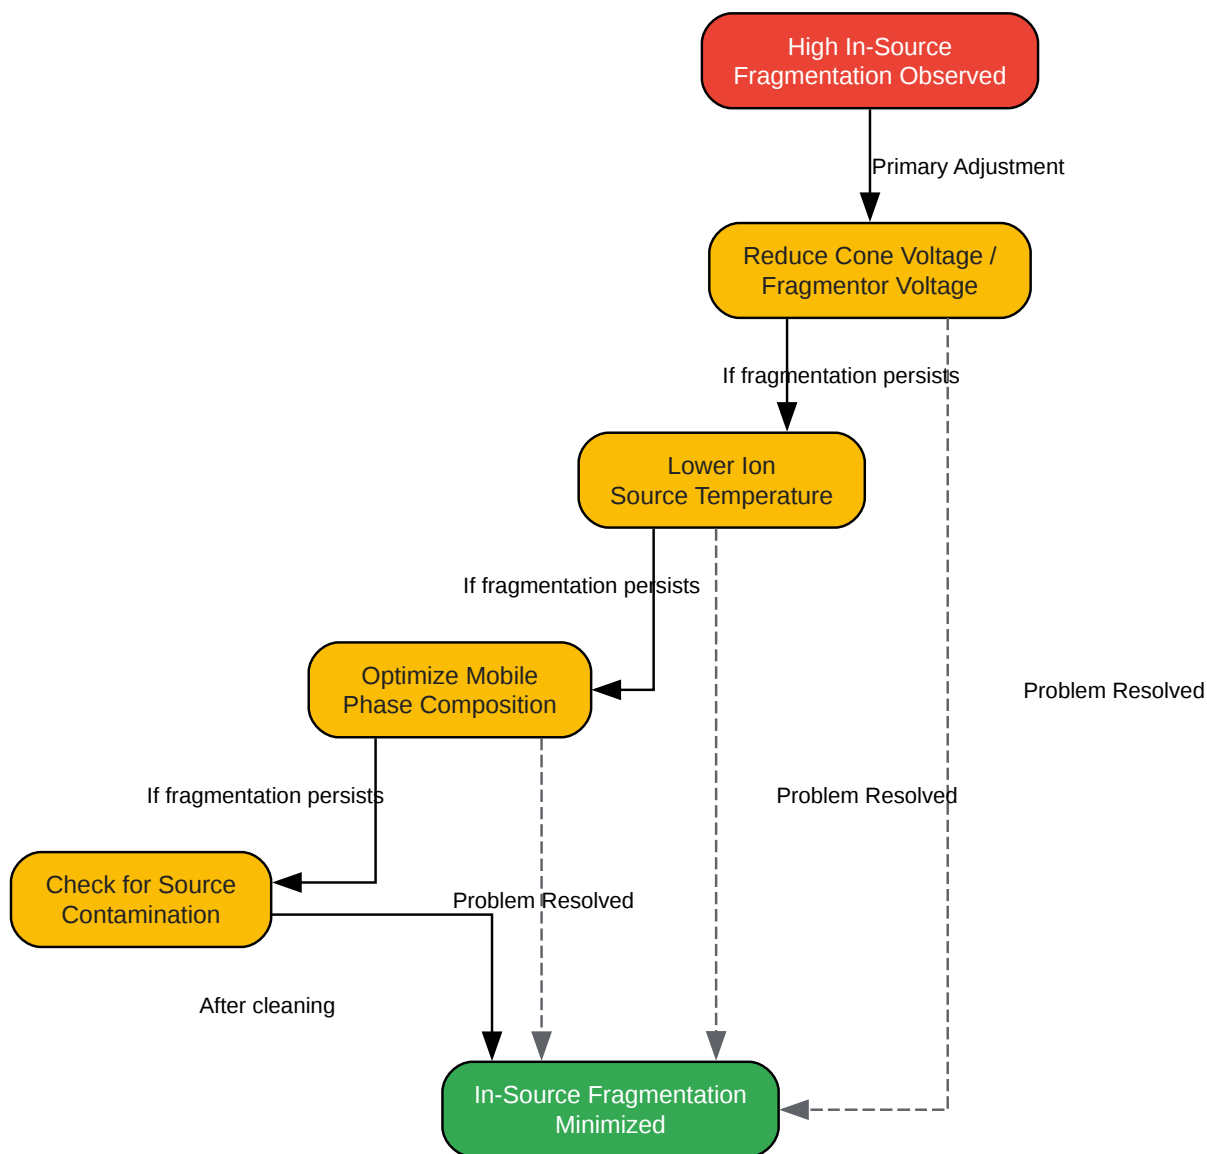 High In-Source
Fragmentation Observed
Primary Adjustment
Reduce Cone Voltage /
Fragmentor Voltage
If fragmentation persists
Lower Ion
Source Temperature
If fragmentation persists
Optimize Mobile
Phase Composition
Problem Resolved
If fragmentation persists
Problem Resolved
Check for Source
Contamination
Problem Resolved
After cleaning
In-Source Fragmentation
Minimized